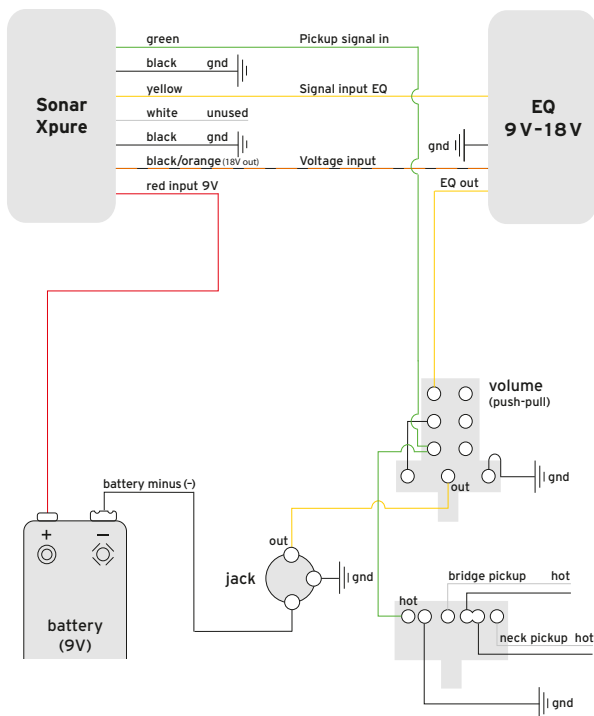 green
Pickup signal in
black gnd
yellow
Signal input EQ
Sonar
Xpure
EQ
9V–18V
white unused
black gnd
gnd
black/orange (18V out)
Voltage input
red input 9V
EQ out
volume
(push-pull)
out
gnd
battery minus (–)
+ –
out
jack
gnd
battery
(9V)
bridge pickup hot
hot
neck pickup hot
gnd